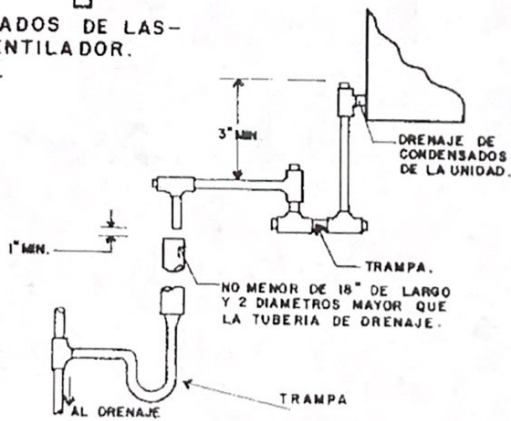 ADOS DE LAS-
ENTILADOR.
3" MIN.
DRENAJE DE
CONDENSADOS
DE LA UNIDAD.
1" MIN.
TRAMPA.
NO MENOR DE 18" DE LARGO
Y 2 DIAMETROS MAYOR QUE
LA TUBERIA DE DRENAJE.
TRAMPA
AL DRENAJE